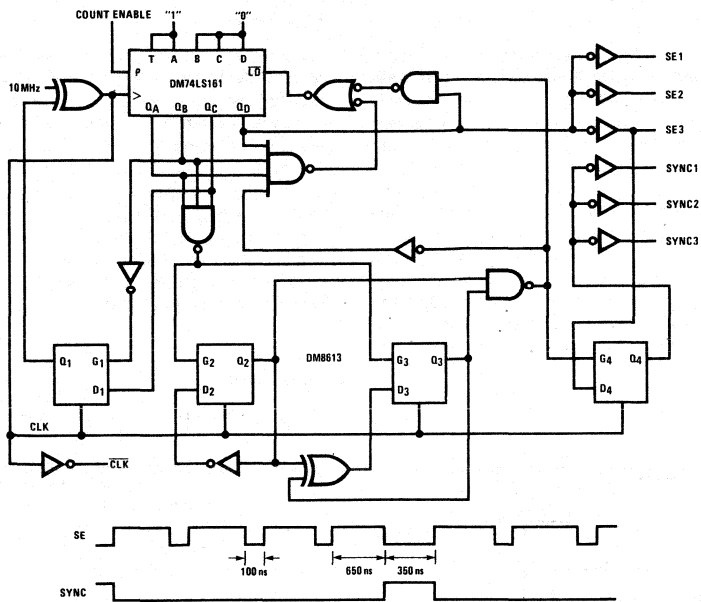 COUNT ENABLE "1" "0"
T A B C D
P DM74LS161 LD
10 MHz
>
QA QB QC QD
SE1
SE2
SE3
SYNC1
SYNC2
SYNC3
Q1 G1
D1
G2 Q2
D2
DM8613
G3 Q3
D3
G4 Q4
D4
CLK
CLK
SE
100 ns 650 ns 350 ns
SYNC